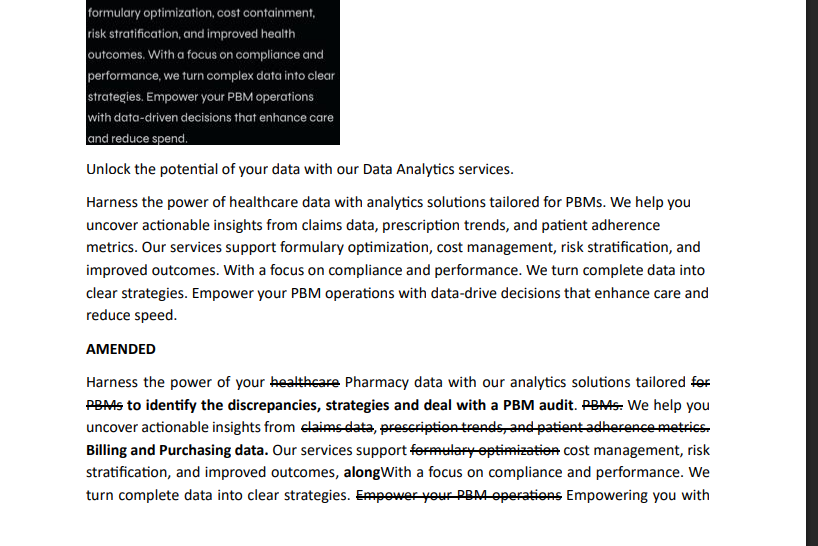 formulary optimization, cost containment,
risk stratification, and improved health
outcomes. With a focus on compliance and
performance, we turn complex data into clear
strategies. Empower your PBM operations
with data-driven decisions that enhance care
and reduce spend.
Unlock the potential of your data with our Data Analytics services.
Harness the power of healthcare data with analytics solutions tailored for PBMs. We help you
uncover actionable insights from claims data, prescription trends, and patient adherence
metrics. Our services support formulary optimization, cost management, risk stratification, and
improved outcomes. With a focus on compliance and performance. We turn complete data into
clear strategies. Empower your PBM operations with data-drive decisions that enhance care and
reduce speed.
AMENDED
Harness the power of your healthcare Pharmacy data with our analytics solutions tailored for
PBMs to identify the discrepancies, strategies and deal with a PBM audit. PBMs. We help you
uncover actionable insights from claims data, prescription trends, and patient adherence metrics.
Billing and Purchasing data. Our services support formulary optimization cost management, risk
stratification, and improved outcomes, alongWith a focus on compliance and performance. We
turn complete data into clear strategies. Empower your PBM operations Empowering you with